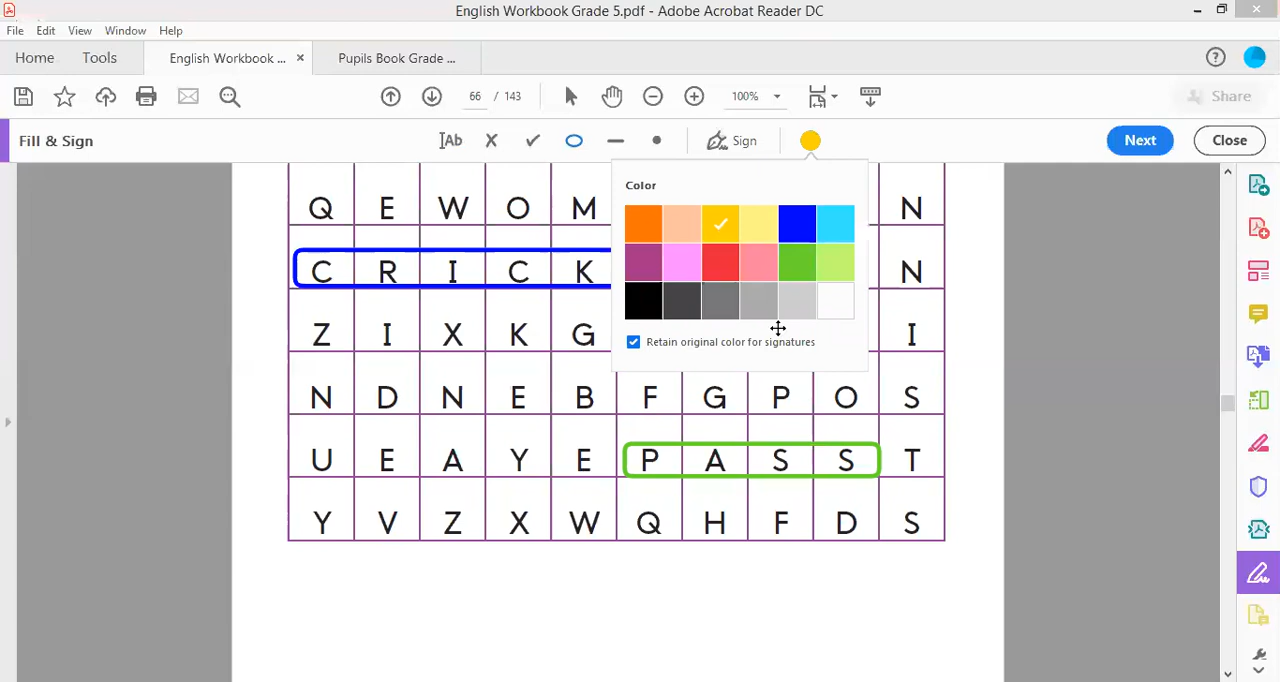 English Workbook Grade 5.pdf - Adobe Acrobat Reader DC
File Edit View Window Help
Home Tools English Workbook ... × Pupils Book Grade ...
66 / 143 100% Share
Fill & Sign Ab Sign Next Close
Color
Q E W O M N
C R I C K N
Z I X K G I
Retain original color for signatures
N D N E B F G P O S
U E A Y E P A S S T
Y V Z X W Q H F D S